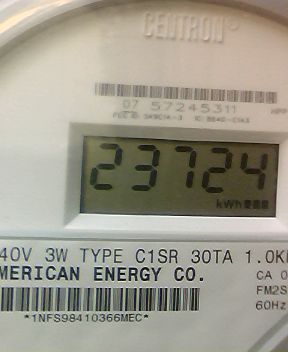 CENTRON®
07 57245311
23724
kWh
40V 3W TYPE C1SR 30TA 1.0K
MERICAN ENERGY CO.
CA 0
FM2S
60Hz
*1NFS98410366MEC*